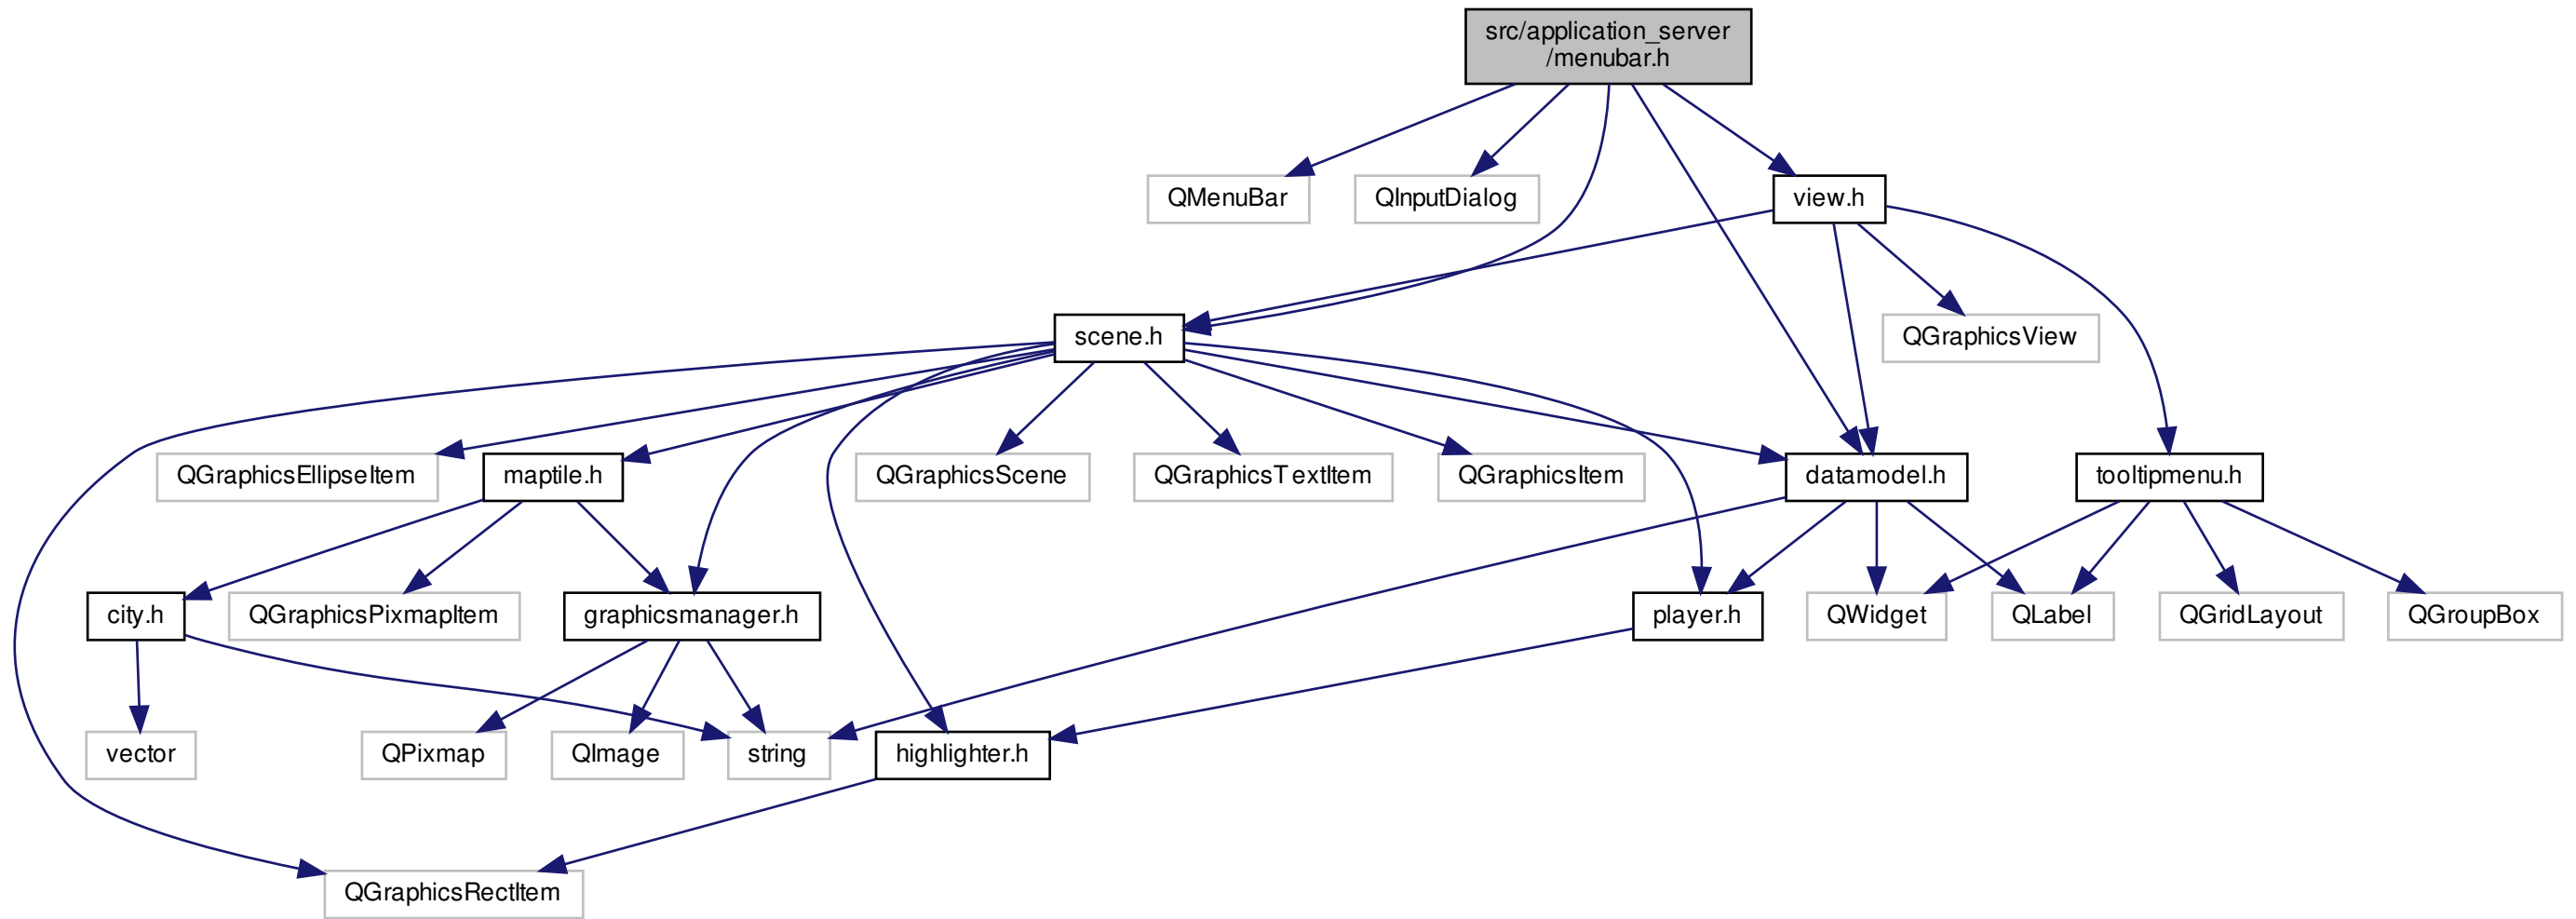 src/application_server
/menubar.h
QMenuBar
QInputDialog
view.h
scene.h
QGraphicsView
QGraphicsEllipseItem
maptile.h
QGraphicsScene
QGraphicsTextItem
QGraphicsItem
datamodel.h
tooltipmenu.h
city.h
QGraphicsPixmapItem
graphicsmanager.h
player.h
QWidget
QLabel
QGridLayout
QGroupBox
vector
QPixmap
QImage
string
highlighter.h
QGraphicsRectItem